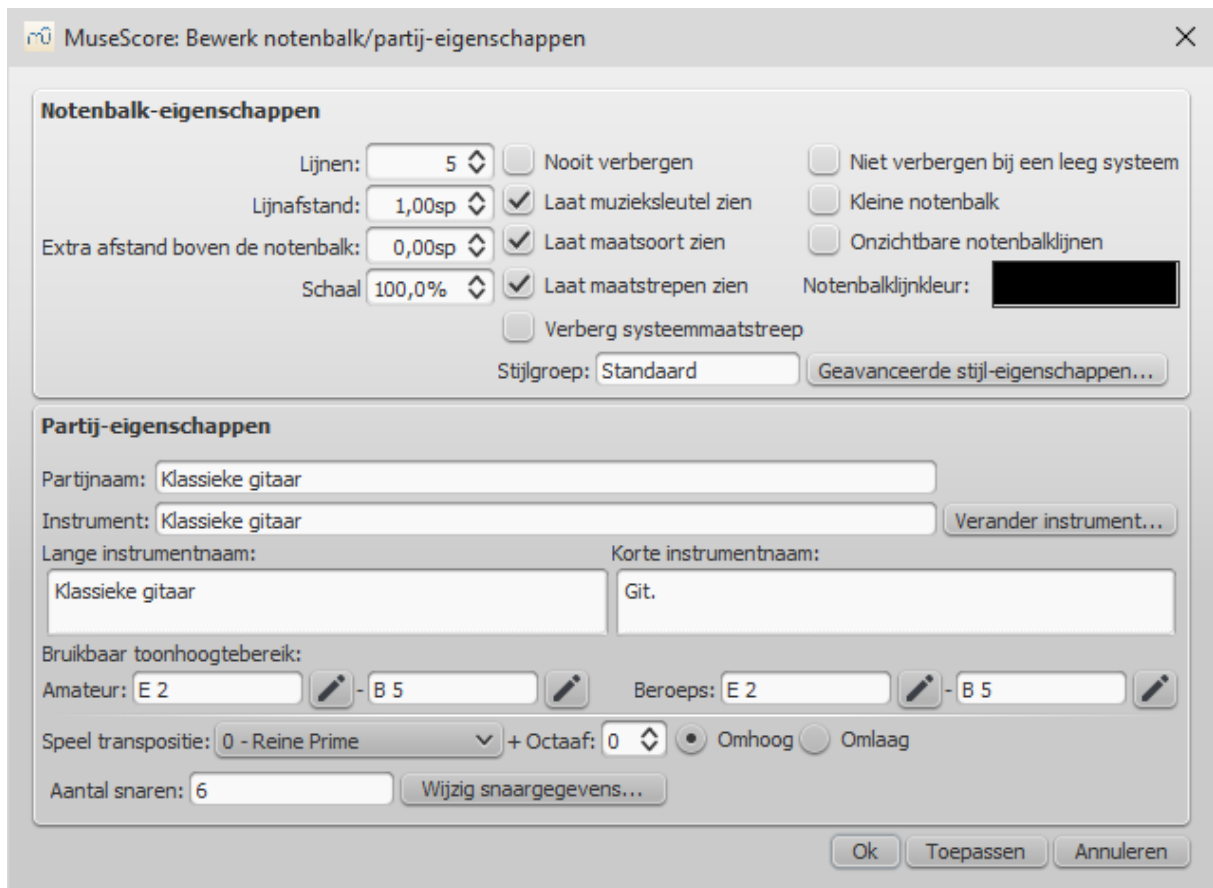 MuseScore: Bewerk notenbalk/partij-eigenschappen
Notenbalk-eigenschappen
Lijnen: 5 Nooit verbergen Niet verbergen bij een leeg systeem
Lijnafstand: 1,00sp Laat muzieksleutel zien Kleine notenbalk
Extra afstand boven de notenbalk: 0,00sp Laat maatsoort zien Onzichtbare notenbalklijnen
Schaal 100,0% Laat maatstrepen zien Notenbalklijnkleur:
Verberg systeemmaatstreep
Stijlgroep: Standaard Geavanceerde stijl-eigenschappen...
Partij-eigenschappen
Partijnaam: Klassieke gitaar
Instrument: Klassieke gitaar Verander instrument...
Lange instrumentnaam: Korte instrumentnaam:
Klassieke gitaar Git.
Bruikbaar toonhoogtebereik:
Amateur: E 2 - B 5 Beroeps: E 2 - B 5
Speel transpositie: 0 - Reine Prime + Octaaf: 0 Omhoog Omlaag
Aantal snaren: 6 Wijzig snaargegevens...
Ok Toepassen Annuleren